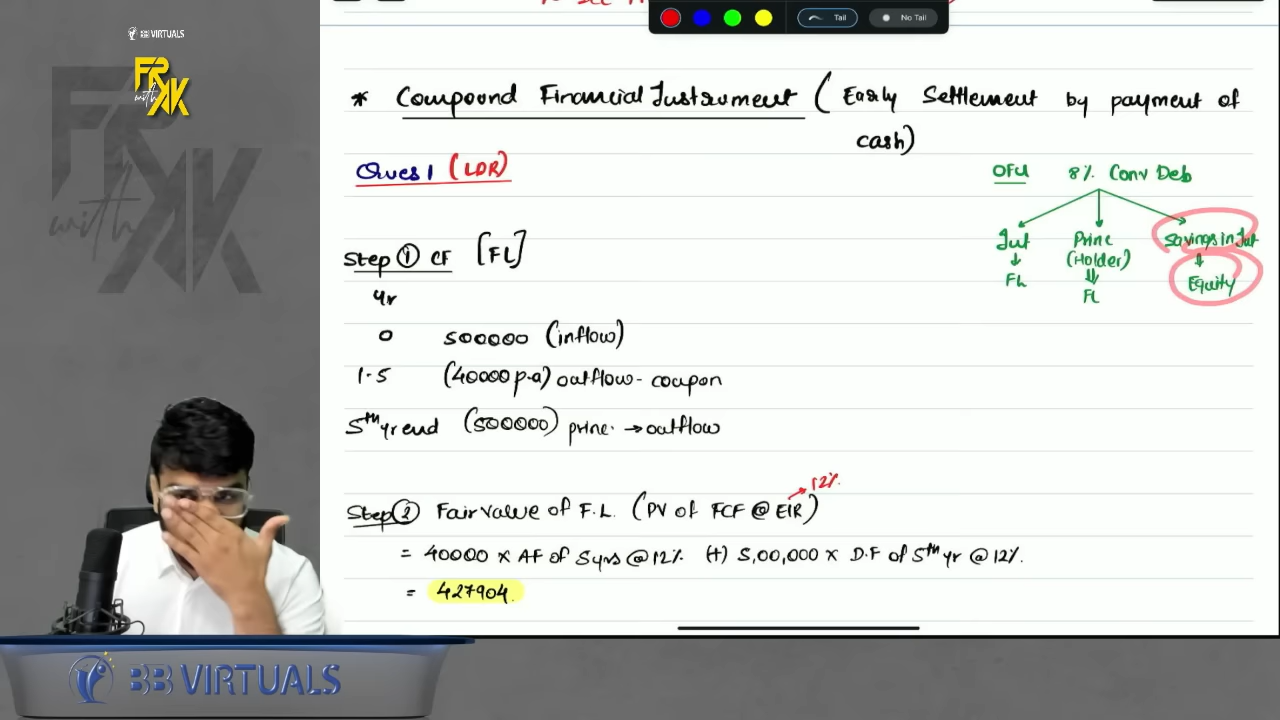 BB VIRTUALS
FR
with
AK
Tail
No Tail
* Compound Financial Instrument (Early Settlement by payment of
cash)
Ques 1 (LDR)
OFU 8% Conv Deb
Int Princ (Holder) Savings in Int
FL FL Equity
Step ① CF [FL]
Yr
0 500000 (inflow)
1-5 (40000 p.a) outflow - coupon
5th yr end (500000) princ. → outflow
12%
Step ② Fair value of F.L. (PV of FCF @ EIR)
= 40000 x AF of 5yrs @ 12% (+) 5,00,000 x D.F of 5th yr @ 12%.
= 427904.
BB VIRTUALS